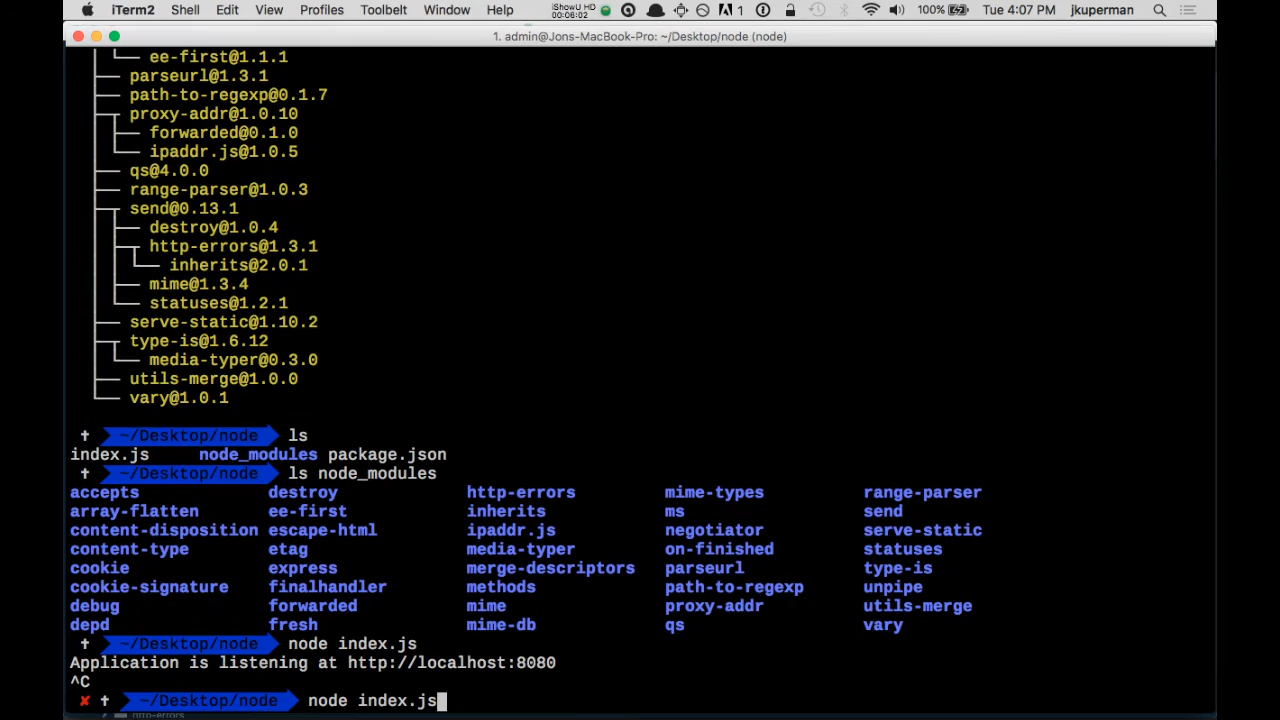 iTerm2 Shell Edit View Profiles Toolbelt Window Help iShowU HD 00:06:02 1 100% Tue 4:07 PM jkuperman
1. admin@Jons-MacBook-Pro: ~/Desktop/node (node)
ee-first@1.1.1
parseurl@1.3.1
path-to-regexp@0.1.7
proxy-addr@1.0.10
forwarded@0.1.0
ipaddr.js@1.0.5
qs@4.0.0
range-parser@1.0.3
send@0.13.1
destroy@1.0.4
http-errors@1.3.1
inherits@2.0.1
mime@1.3.4
statuses@1.2.1
serve-static@1.10.2
type-is@1.6.12
media-typer@0.3.0
utils-merge@1.0.0
vary@1.0.1
† ~/Desktop/node ls
index.js node_modules package.json
† ~/Desktop/node ls node_modules
accepts destroy http-errors mime-types range-parser
array-flatten ee-first inherits ms send
content-disposition escape-html ipaddr.js negotiator serve-static
content-type etag media-typer on-finished statuses
cookie express merge-descriptors parseurl type-is
cookie-signature finalhandler methods path-to-regexp unpipe
debug forwarded mime proxy-addr utils-merge
depd fresh mime-db qs vary
† ~/Desktop/node node index.js
Application is listening at http://localhost:8080
^C
✘ † ~/Desktop/node node index.js
http-errors